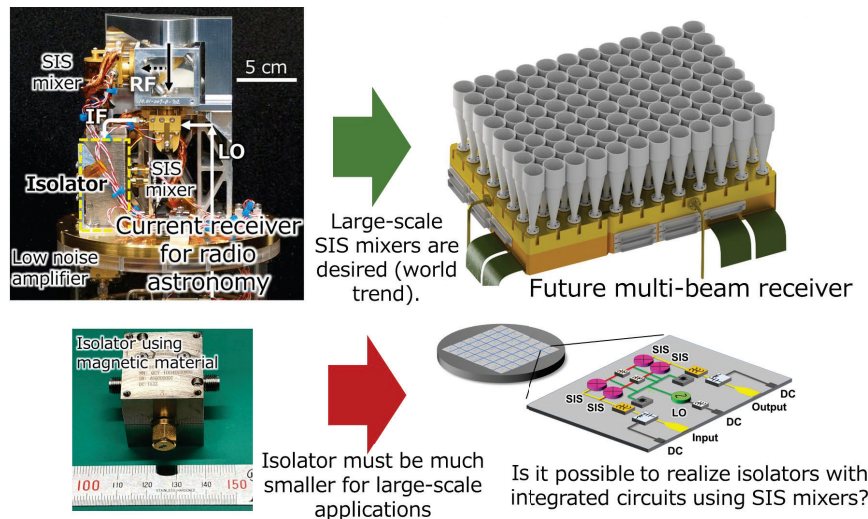 SIS
mixer
RF
5 cm
IF
LO
Isolator
SIS
mixer
Current receiver
for radio
astronomy
Low noise
amplifier
Large-scale
SIS mixers are
desired (world
trend).
Future multi-beam receiver
Isolator using
magnetic material
100 110 120 130 140 150
Isolator must be much
smaller for large-scale
applications
SIS
SIS
SIS
SIS
LO
DC
Output
DC
Input
DC
Is it possible to realize isolators with
integrated circuits using SIS mixers?